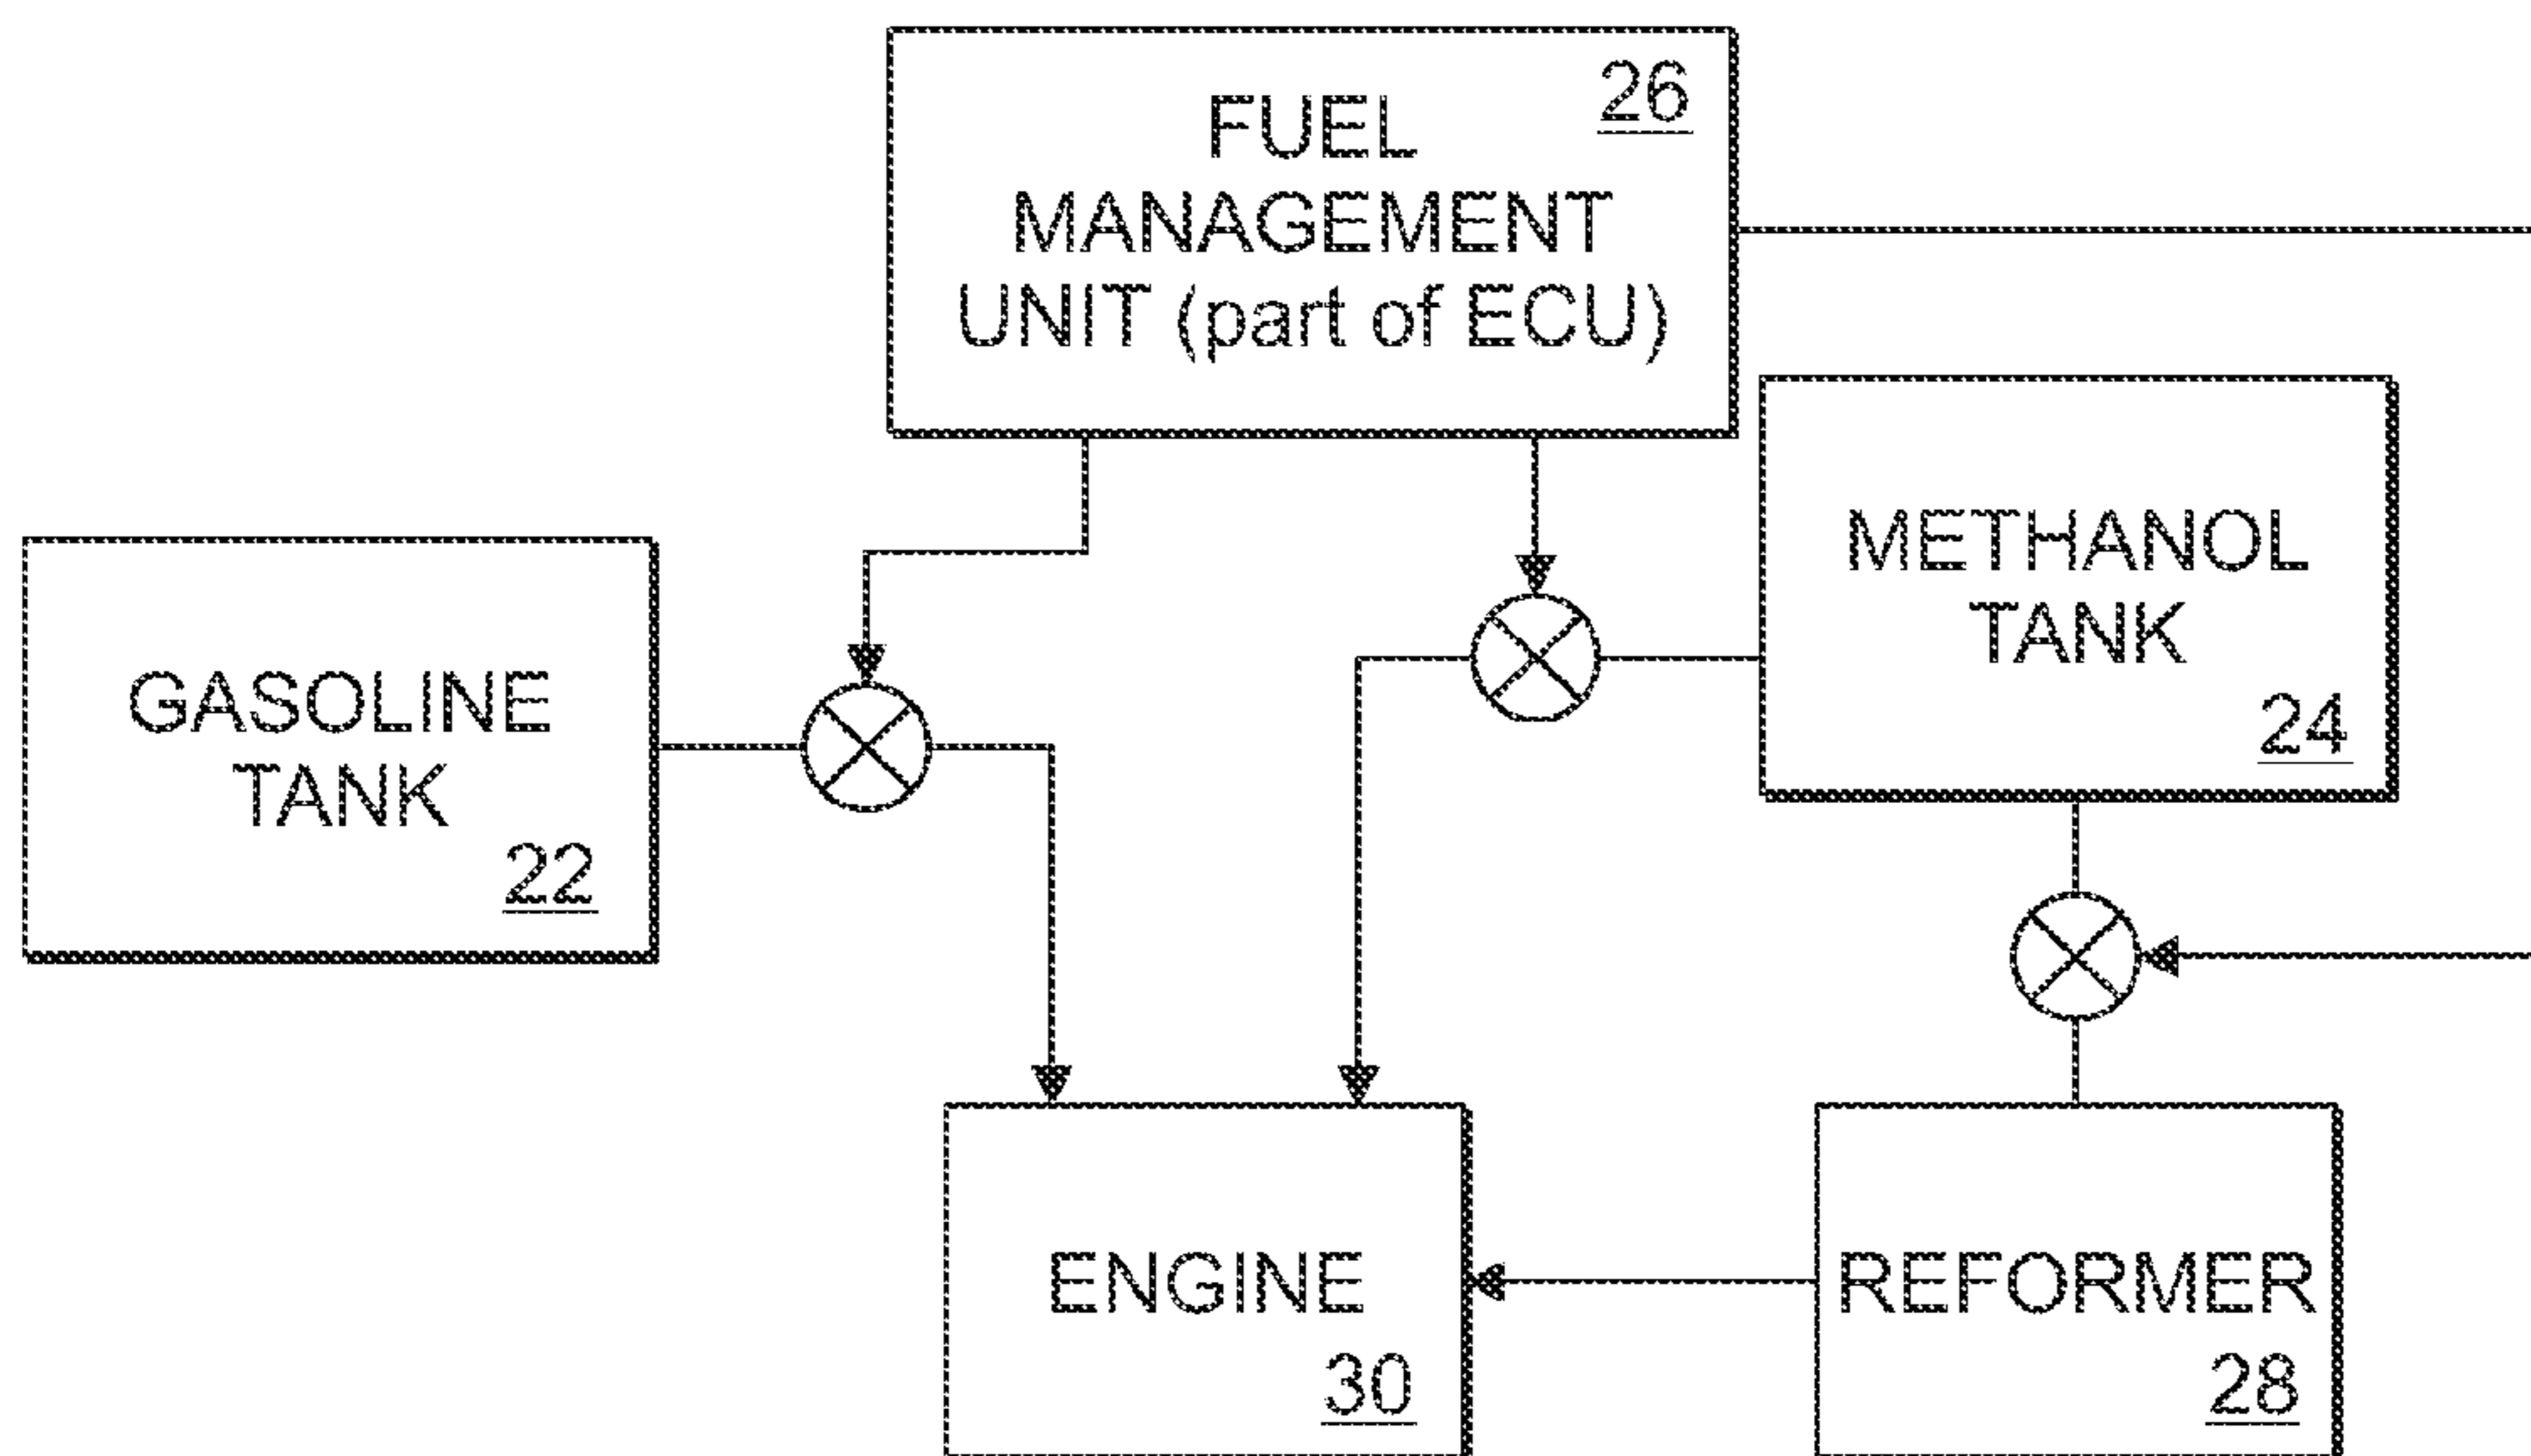 26
FUEL
MANAGEMENT
UNIT (part of ECU)
METHANOL
TANK
24
GASOLINE
TANK
22
ENGINE
30
REFORMER
28